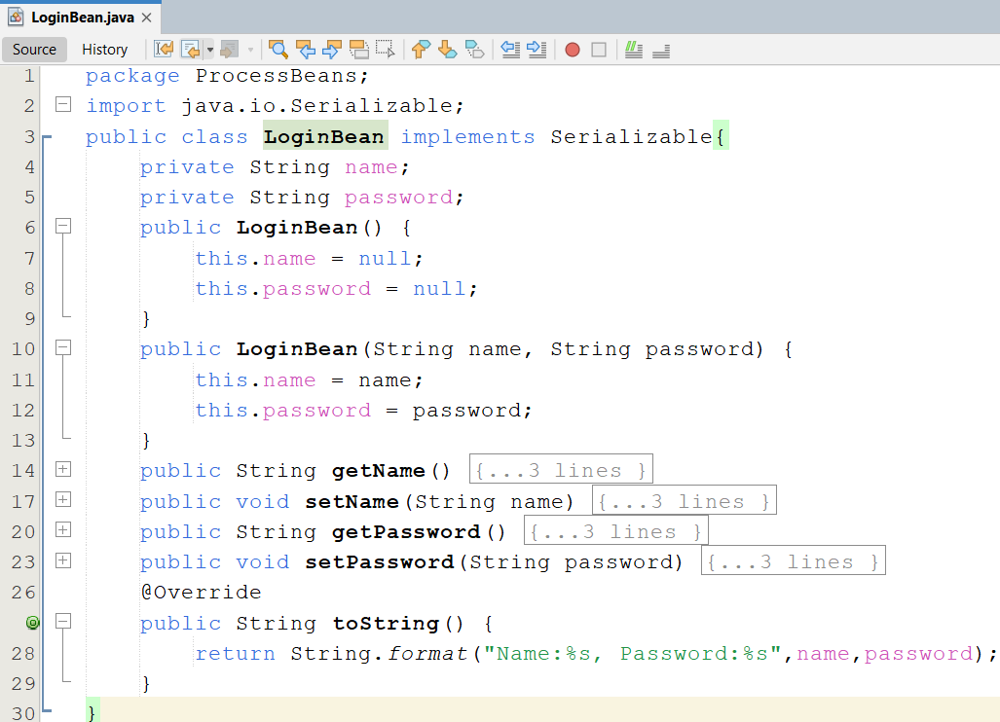 LoginBean.java
Source History
1 package ProcessBeans;
2 import java.io.Serializable;
3 public class LoginBean implements Serializable{
4 private String name;
5 private String password;
6 public LoginBean() {
7 this.name = null;
8 this.password = null;
9 }
10 public LoginBean(String name, String password) {
11 this.name = name;
12 this.password = password;
13 }
14 public String getName() {...3 lines }
17 public void setName(String name) {...3 lines }
20 public String getPassword() {...3 lines }
23 public void setPassword(String password) {...3 lines }
26 @Override
public String toString() {
28 return String.format("Name:%s, Password:%s",name,password);
29 }
30 }